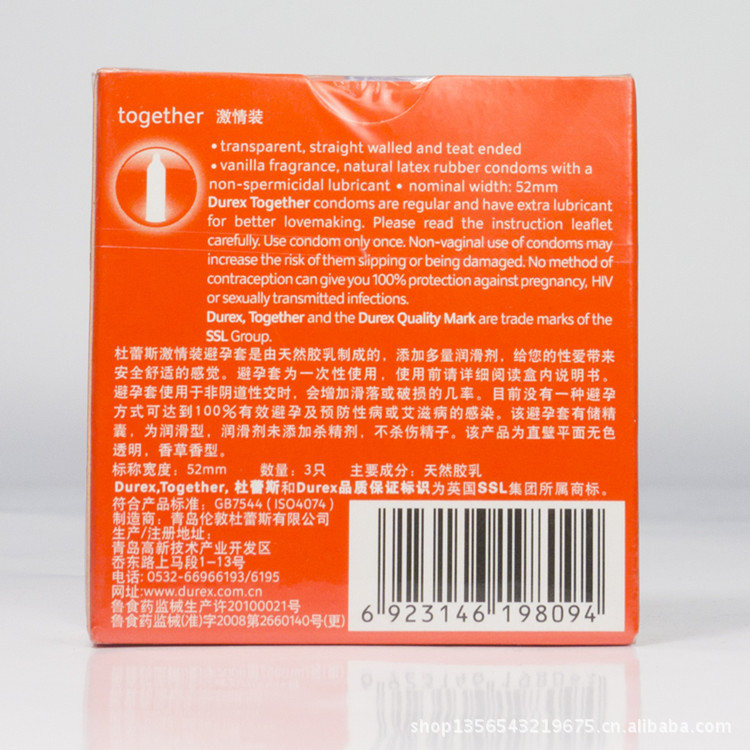 together 激情装
• transparent, straight walled and teat ended
• vanilla fragrance, natural latex rubber condoms with a
non-spermicidal lubricant • nominal width: 52mm
Durex Together condoms are regular and have extra lubricant
for better lovemaking. Please read the instruction leaflet
carefully. Use condom only once. Non-vaginal use of condoms may
increase the risk of them slipping or being damaged. No method of
contraception can give you 100% protection against pregnancy, HIV
or sexually transmitted infections.
Durex, Together and the Durex Quality Mark are trade marks of the
SSL Group.
杜蕾斯激情装避孕套是由天然胶乳制成的，添加多量润滑剂，给您的性爱带来
安全舒适的感觉。避孕套为一次性使用，使用前请详细阅读盒内说明书。
避孕套使用于非阴道性交时，会增加滑落或破损的几率。目前没有一种避孕
方式可达到100%有效避孕及预防性病或艾滋病的感染。该避孕套有储精
囊，为润滑型，润滑剂未添加杀精剂，不杀伤精子。该产品为直壁平面无色
透明，香草香型。
标称宽度：52mm 数量：3只 主要成分：天然胶乳
Durex,Together, 杜蕾斯和Durex品质保证标识为英国SSL集团所属商标。
符合产品标准：GB7544 ( ISO4074 )
制造商：青岛伦敦杜蕾斯有限公司
生产/注册地址：
青岛高新技术产业开发区
岙东路上马段1-13号
电话: 0532-66966193/6195
网址:www.durex.com.cn
鲁食药监械生产许20100021号
鲁食药监械(准)字2008第2660140号(更)
6 923146 198094
shop1356543219675.cn.alibaba.com